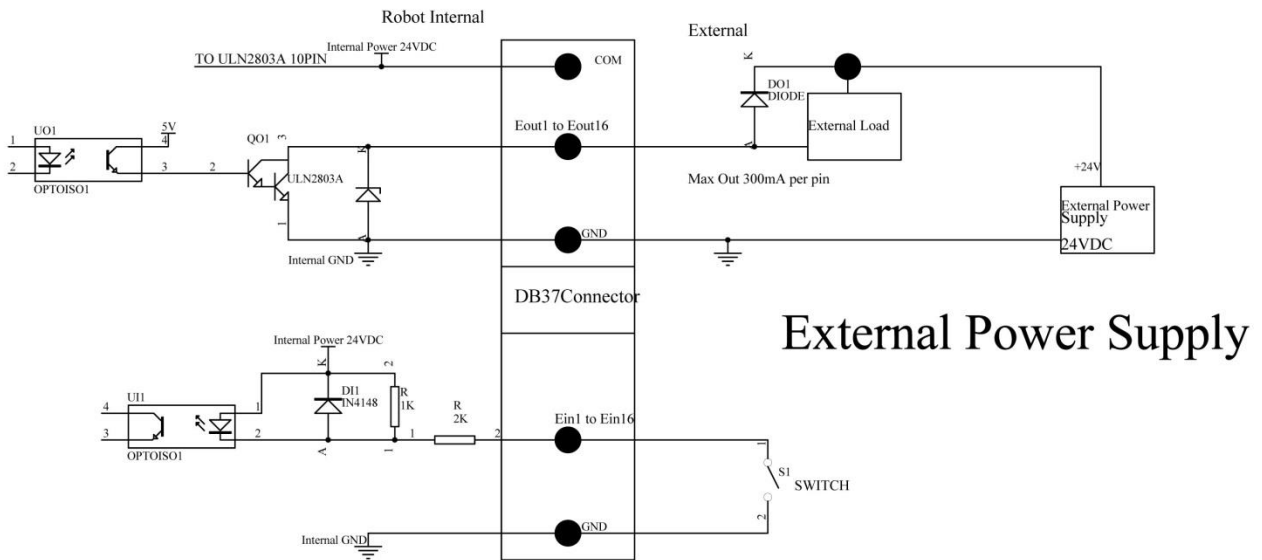 Robot Internal
External
Internal Power 24VDC
TO ULN2803A 10PIN
COM
K
DO1
DIODE
A
External Load
Eout1 to Eout16
UO1
5V
1
4
2
3
OPTOISO1
2
QO1
3
ULN2803A
1
K
A
Max Out 300mA per pin
+24V
External Power
Supply
24VDC
GND
Internal GND
DB37Connector
External Power Supply
Internal Power 24VDC
K
2
UI1
DI1
IN4148
R
1K
R
2K
4
1
3
2
OPTOISO1
A
1
1
2
Ein1 to Ein16
1
S1
SWITCH
2
GND
Internal GND